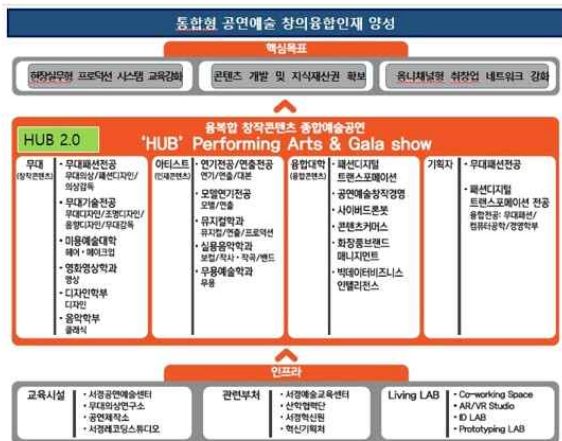 통합형 공연예술 창의융합인재 양성
핵심목표
현장실무형 프로덕션 시스템 교육강화
콘텐츠 개발 및 지식재산권 확보
옴니채널형 취창업 네트워크 강화
HUB 2.0
융복합 창작콘텐츠 종합예술공연
'HUB' Performing Arts & Gala show
무대
(창작콘텐츠)
• 무대패션전공
무대의상/패션디자인/
의상감독
• 무대기술전공
무대디자인/조명디자인/
음향디자인/무대감독
• 미용예술대학
헤어・메이크업
• 영화영상학과
영상
• 디자인학부
디자인
• 음악학부
클래식
아티스트
(인재콘텐츠)
• 연기전공/연출전공
연기/연출/대본
• 모델연기전공
모델/연출
• 뮤지컬학과
뮤지컬/연출/프로덕션
• 실용음악학과
보컬/작사・작곡/밴드
• 무용예술학과
무용
융합대학
(융합콘텐츠)
• 패션디지털
트랜스포메이션
• 공연예술창작경영
• 사이버드론봇
• 콘텐츠커머스
• 화장품브랜드
매니지먼트
• 빅데이터비즈니스
인텔리전스
기획자
• 무대패션전공
• 패션디지털
트랜스포메이션 전공
융합전공: 무대패션/
컴퓨터공학/경영학부
인프라
교육시설
• 서경공연예술센터
• 무대의상연구소
• 공연제작소
• 서경레코딩스튜디오
관련부처
• 서경예술교육센터
• 산학협력단
• 서경혁신원
• 혁신기획처
Living LAB
• Co-working Space
• AR/VR Studio
• ID LAB
• Prototyping LAB